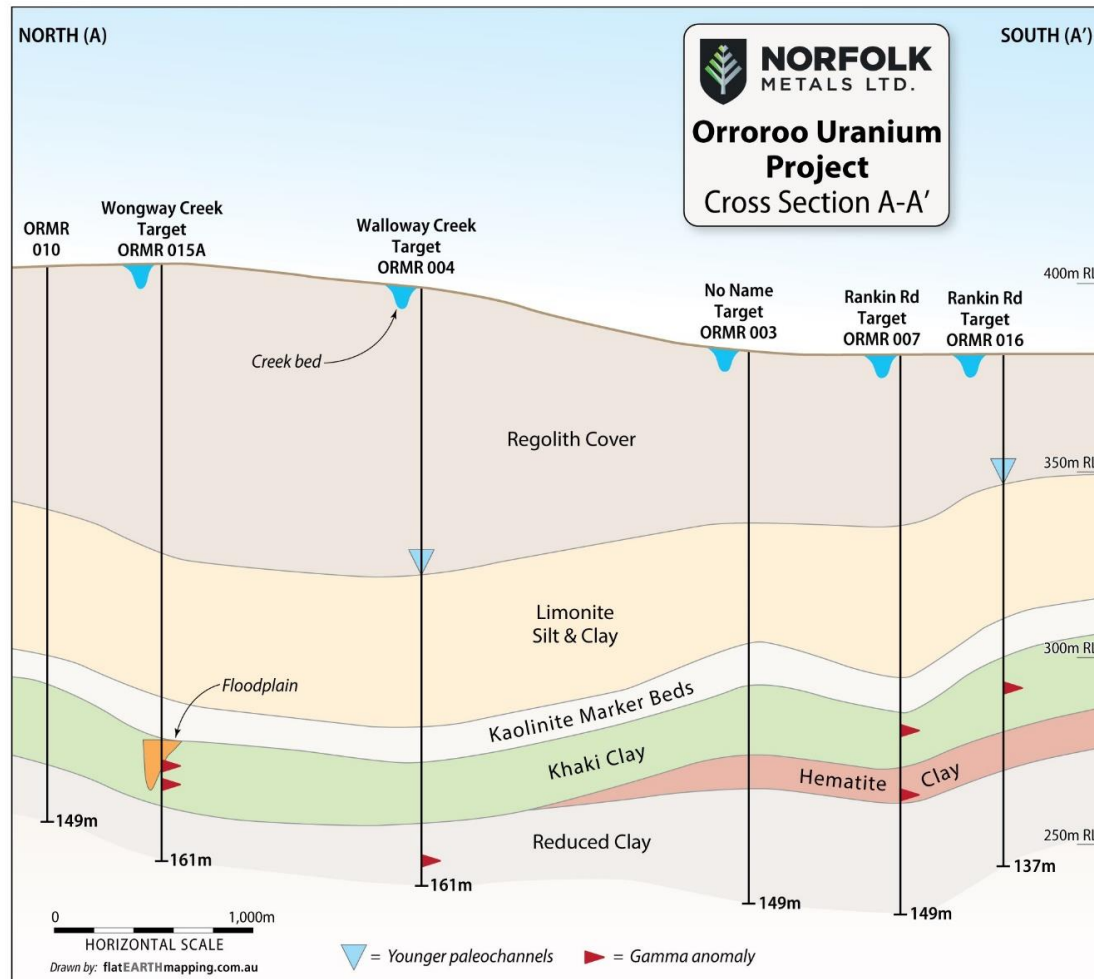 NORTH (A)
SOUTH (A')
NORFOLK
METALS LTD.
Orroroo Uranium
Project
Cross Section A-A'
ORMR
010
Wongway Creek
Target
ORMR 015A
Walloway Creek
Target
ORMR 004
No Name
Target
ORMR 003
Rankin Rd
Target
ORMR 007
Rankin Rd
Target
ORMR 016
400m RL
Creek bed
Regolith Cover
350m RL
Limonite
Silt & Clay
300m RL
Floodplain
Kaolinite Marker Beds
Khaki Clay
Hematite Clay
Reduced Clay
250m RL
149m
161m
161m
149m
149m
137m
0 1,000m
HORIZONTAL SCALE
Drawn by: flatEARTHmapping.com.au
= Younger paleochannels
= Gamma anomaly